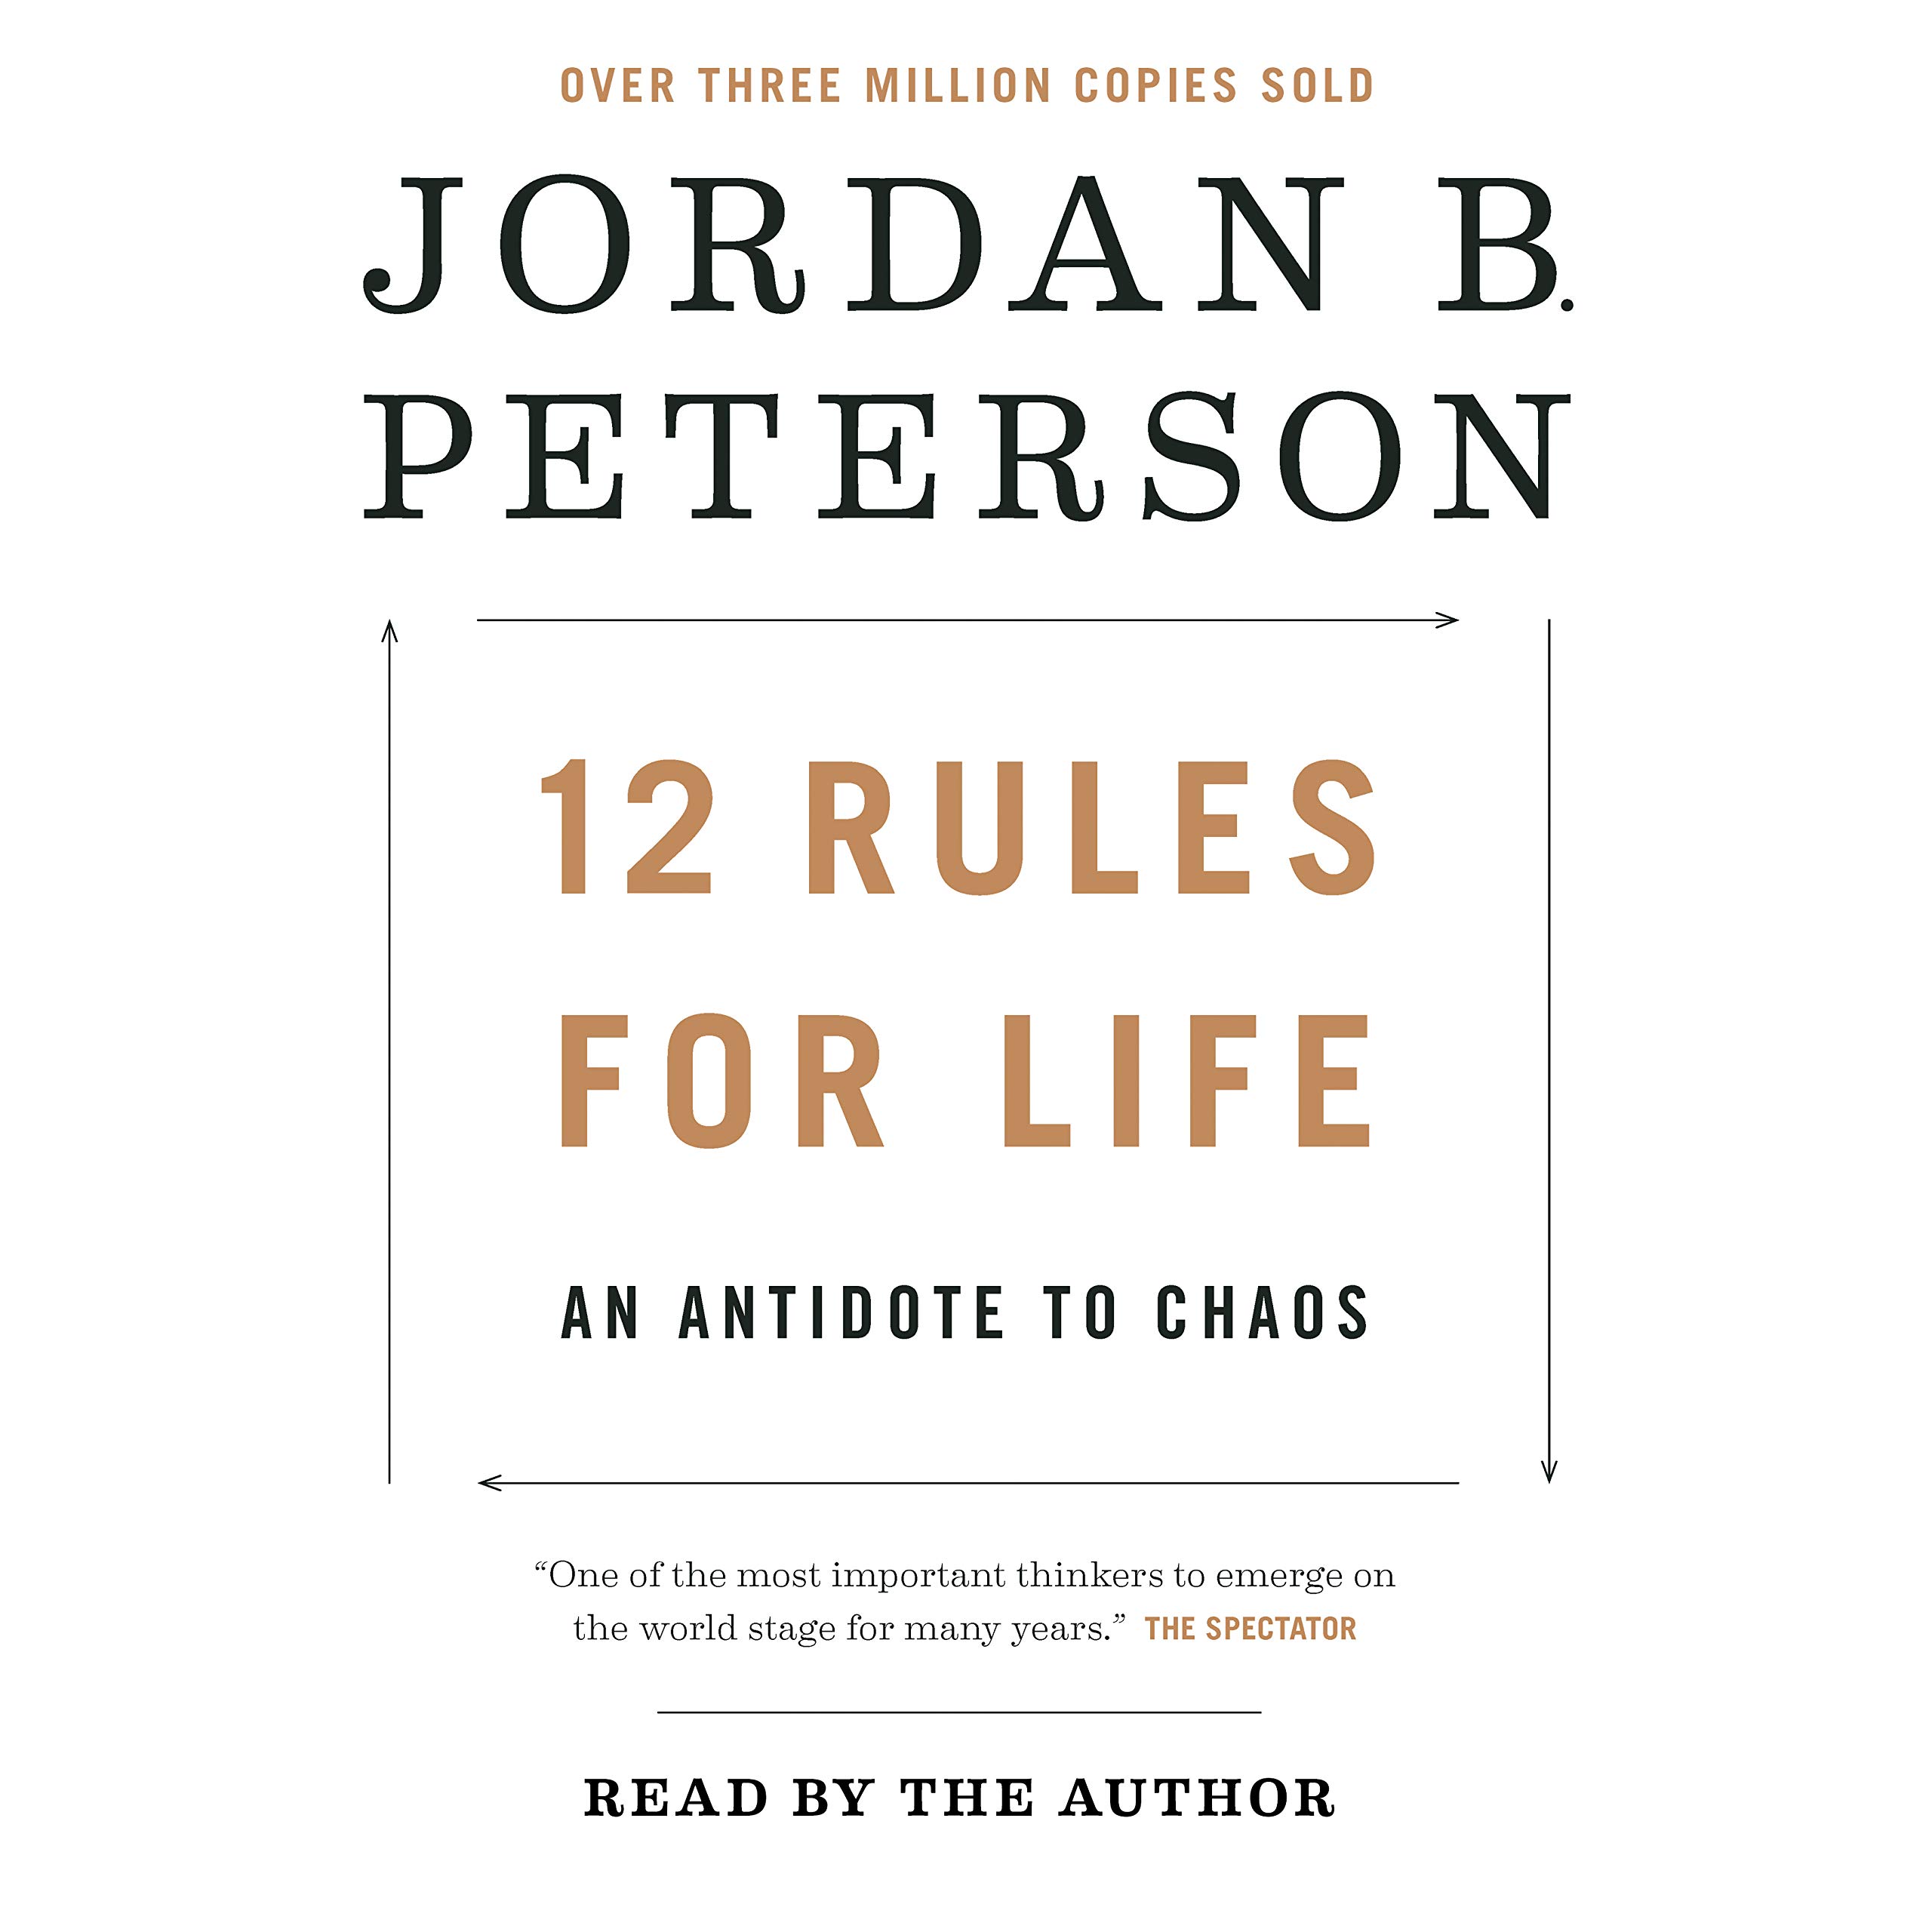 OVER THREE MILLION COPIES SOLD
JORDAN B.
PETERSON
12 RULES
FOR LIFE
AN ANTIDOTE TO CHAOS
“One of the most important thinkers to emerge on
the world stage for many years.” THE SPECTATOR
READ BY THE AUTHOR